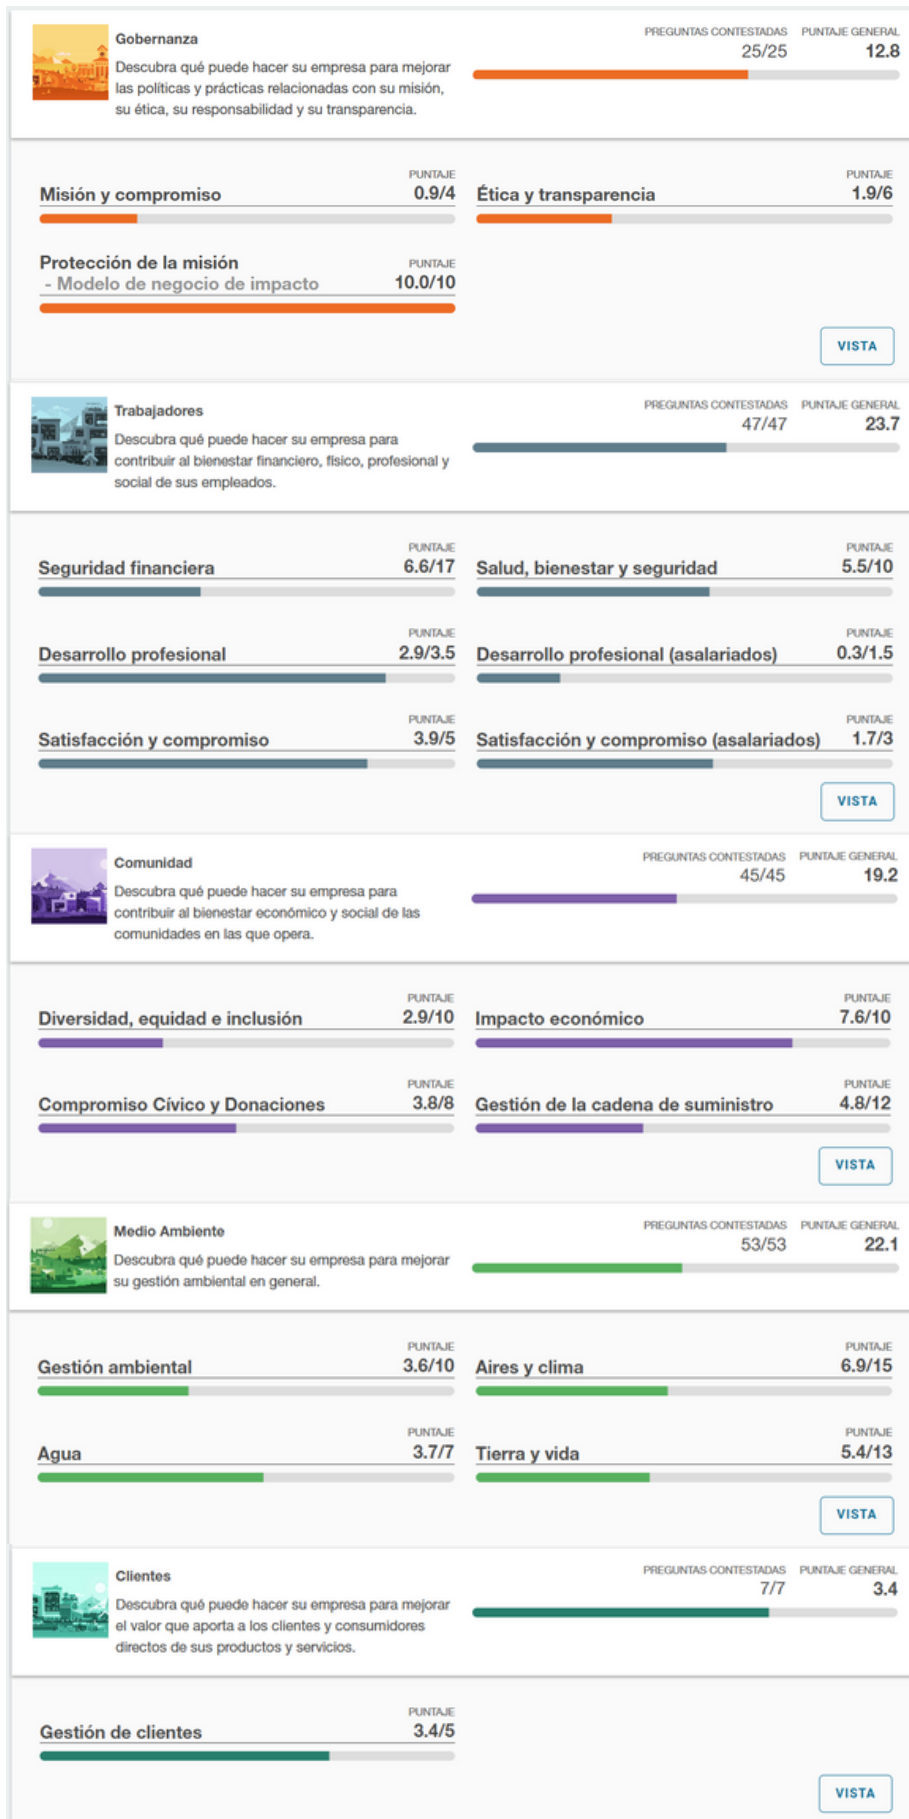 Gobernanza
PREGUNTAS CONTESTADAS PUNTAJE GENERAL
25/25 12.8
Descubra qué puede hacer su empresa para mejorar
las políticas y prácticas relacionadas con su misión,
su ética, su responsabilidad y su transparencia.
PUNTAJE PUNTAJE
Misión y compromiso 0.9/4 Ética y transparencia 1.9/6
Protección de la misión PUNTAJE
- Modelo de negocio de impacto 10.0/10
VISTA
Trabajadores
PREGUNTAS CONTESTADAS PUNTAJE GENERAL
47/47 23.7
Descubra qué puede hacer su empresa para
contribuir al bienestar financiero, físico, profesional y
social de sus empleados.
PUNTAJE PUNTAJE
Seguridad financiera 6.6/17 Salud, bienestar y seguridad 5.5/10
PUNTAJE PUNTAJE
Desarrollo profesional 2.9/3.5 Desarrollo profesional (asalariados) 0.3/1.5
PUNTAJE PUNTAJE
Satisfacción y compromiso 3.9/5 Satisfacción y compromiso (asalariados) 1.7/3
VISTA
Comunidad
PREGUNTAS CONTESTADAS PUNTAJE GENERAL
45/45 19.2
Descubra qué puede hacer su empresa para
contribuir al bienestar económico y social de las
comunidades en las que opera.
PUNTAJE PUNTAJE
Diversidad, equidad e inclusión 2.9/10 Impacto económico 7.6/10
PUNTAJE PUNTAJE
Compromiso Cívico y Donaciones 3.8/8 Gestión de la cadena de suministro 4.8/12
VISTA
Medio Ambiente
PREGUNTAS CONTESTADAS PUNTAJE GENERAL
53/53 22.1
Descubra qué puede hacer su empresa para mejorar
su gestión ambiental en general.
PUNTAJE PUNTAJE
Gestión ambiental 3.6/10 Aires y clima 6.9/15
PUNTAJE PUNTAJE
Agua 3.7/7 Tierra y vida 5.4/13
VISTA
Clientes
PREGUNTAS CONTESTADAS PUNTAJE GENERAL
7/7 3.4
Descubra qué puede hacer su empresa para mejorar
el valor que aporta a los clientes y consumidores
directos de sus productos y servicios.
PUNTAJE
Gestión de clientes 3.4/5
VISTA